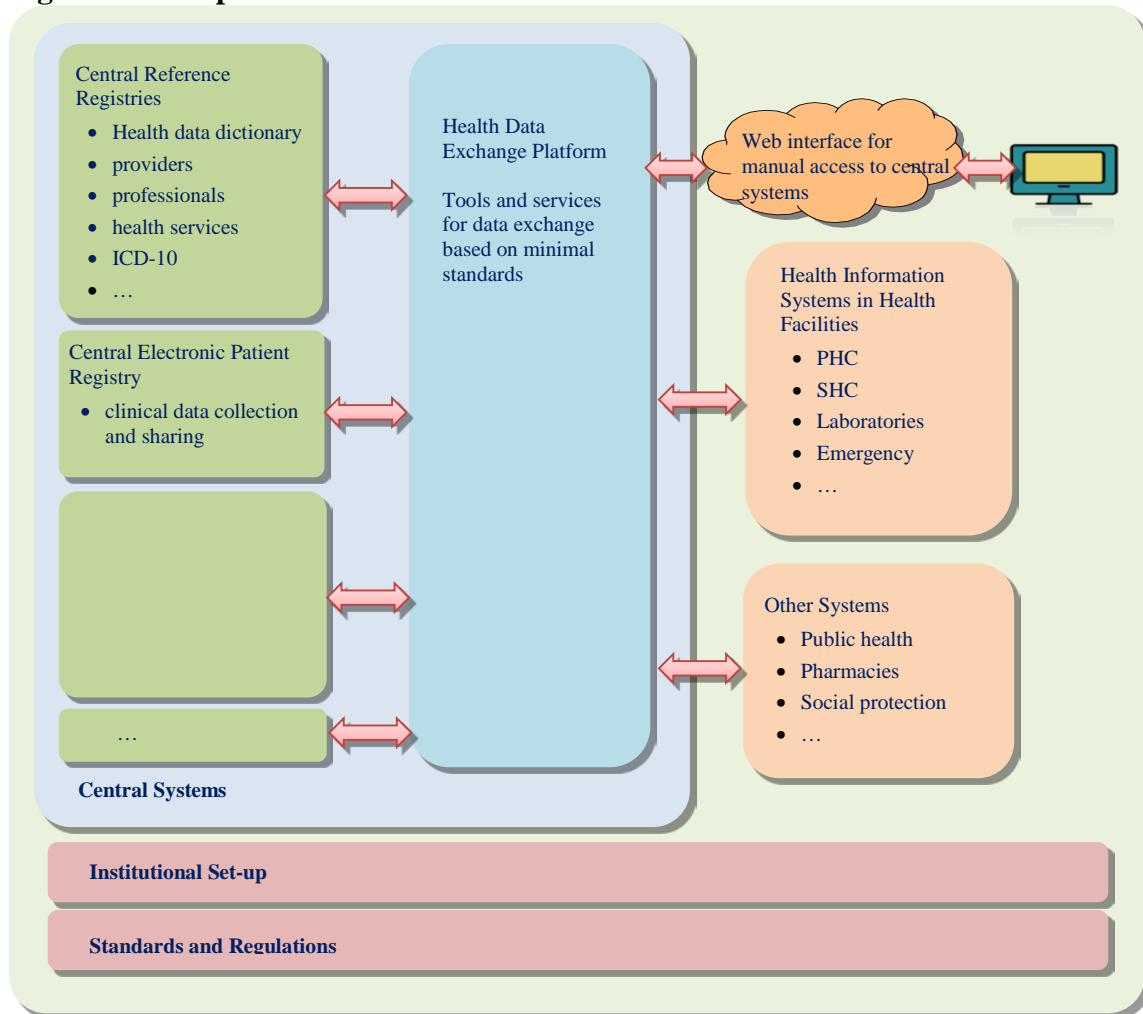 Central Reference
Registries
• Health data dictionary
• providers
• professionals
• health services
• ICD-10
• …
Central Electronic Patient
Registry
• clinical data collection
and sharing
…
Central Systems
Health Data
Exchange Platform
Tools and services
for data exchange
based on minimal
standards
Web interface for
manual access to central
systems
Health Information
Systems in Health
Facilities
• PHC
• SHC
• Laboratories
• Emergency
• …
Other Systems
• Public health
• Pharmacies
• Social protection
• …
Institutional Set-up
Standards and Regulations